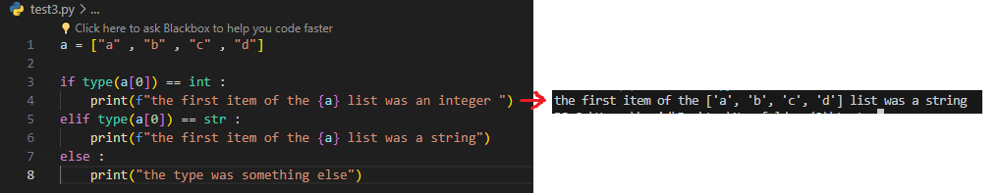 test3.py > ...
Click here to ask Blackbox to help you code faster
1 a = ["a" , "b" , "c" , "d"]
2
3 if type(a[0]) == int :
4 print(f"the first item of the {a} list was an integer ")
5 elif type(a[0]) == str :
6 print(f"the first item of the {a} list was a string")
7 else :
8 print("the type was something else")
the first item of the ['a', 'b', 'c', 'd'] list was a string